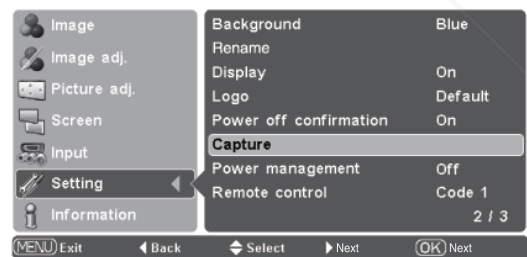 Image
Image adj.
Picture adj.
Screen
Input
Setting
Information
Background Blue
Rename
Display On
Logo Default
Power off confirmation On
Capture
Power management Off
Remote control Code 1
2 / 3
MENU Exit Back Select Next OK Next